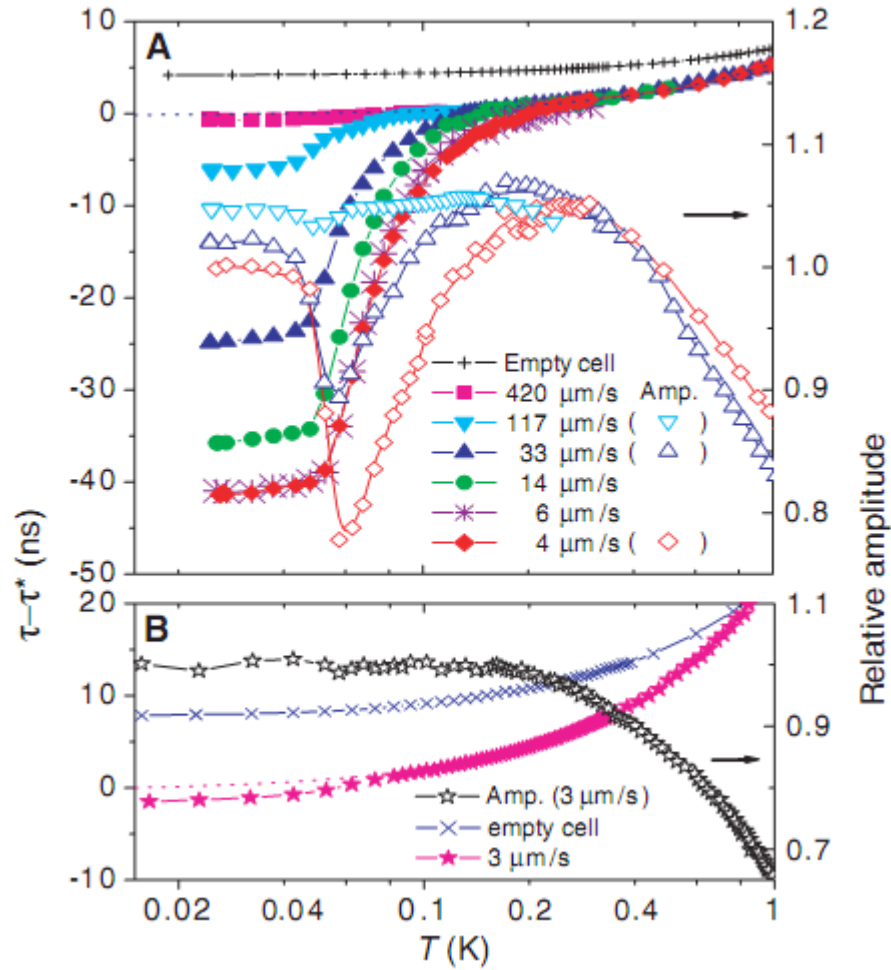 A
10
0
-10
-20
-30
-40
-50
1.2
1.1
1.0
0.9
0.8
Empty cell
420 μm/s Amp.
117 μm/s ( )
33 μm/s ( )
14 μm/s
6 μm/s
4 μm/s ( )
τ−τ* (ns)
Relative amplitude
B
20
10
0
-10
1.1
1.0
0.9
0.7
Amp. (3 μm/s)
empty cell
3 μm/s
0.02 0.04 0.1 0.2 0.4 1
T (K)